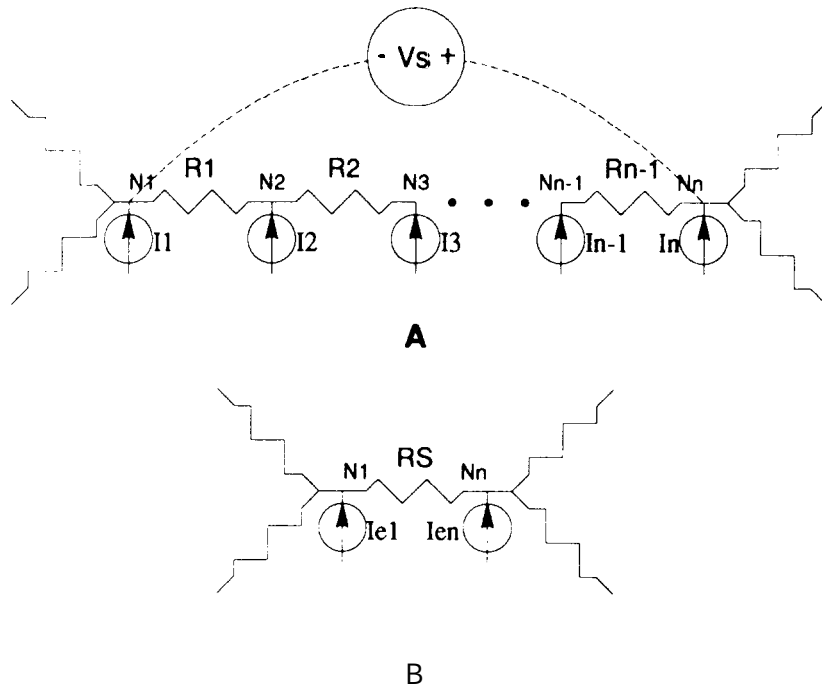 - Vs +
R1 R2 Rn-1
N1 N2 N3 Nn-1 Nn
I1 I2 I3 In-1 In
A
RS
N1 Nn
Ie1 Ien
B